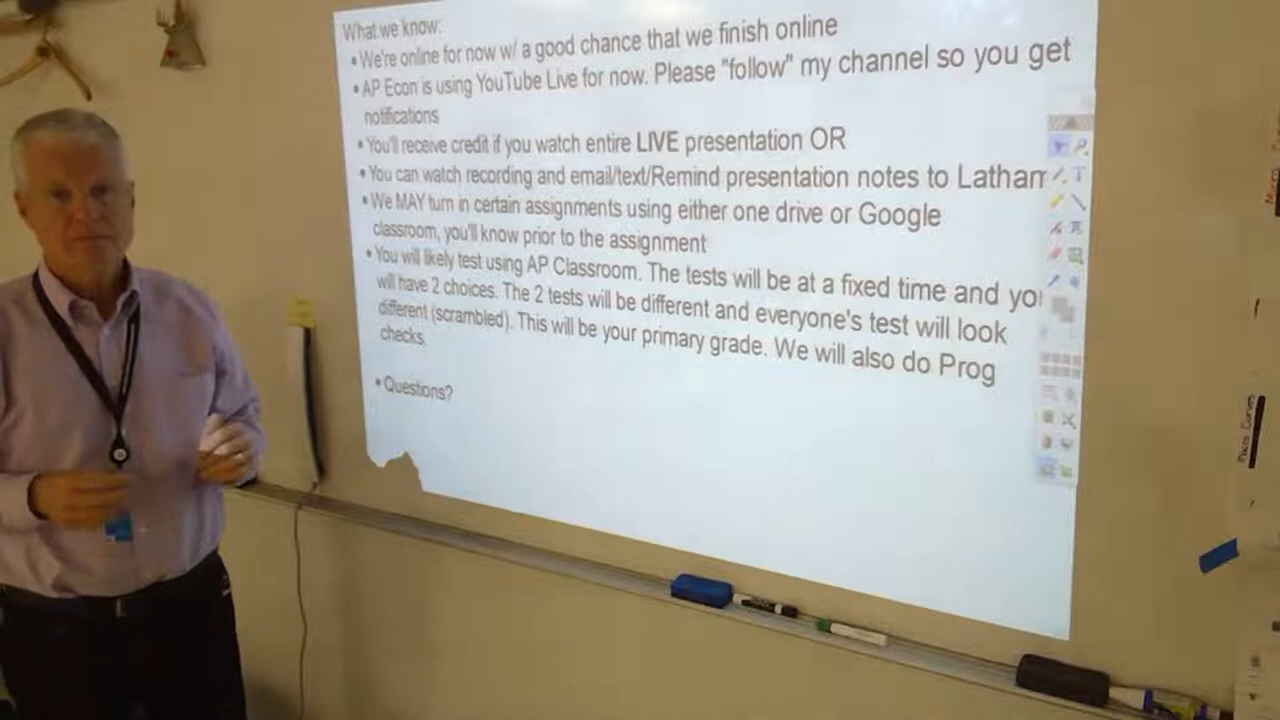 What we know:
•We're online for now w/ a good chance that we finish online
•AP Econ is using YouTube Live for now. Please "follow" my channel so you get
notifications
•You'll receive credit if you watch entire LIVE presentation OR
•You can watch recording and email/text/Remind presentation notes to Latham
•We MAY turn in certain assignments using either one drive or Google
classroom, you'll know prior to the assignment
•You will likely test using AP Classroom. The tests will be at a fixed time and you
will have 2 choices. The 2 tests will be different and everyone's test will look
different (scrambled). This will be your primary grade. We will also do Prog
checks.
•Questions?